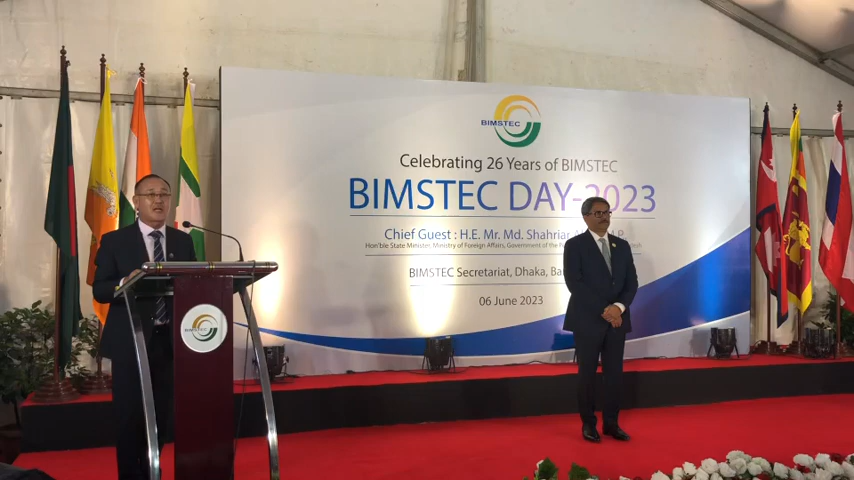 BIMSTEC
Celebrating 26 Years of BIMSTEC
BIMSTEC DAY-2023
Chief Guest : H.E. Mr. Md. Shahriar M.P.
Hon'ble State Minister, Ministry of Foreign Affairs, Government of the
BIMSTEC Secretariat, Dhaka,
06 June 2023
BIMSTEC